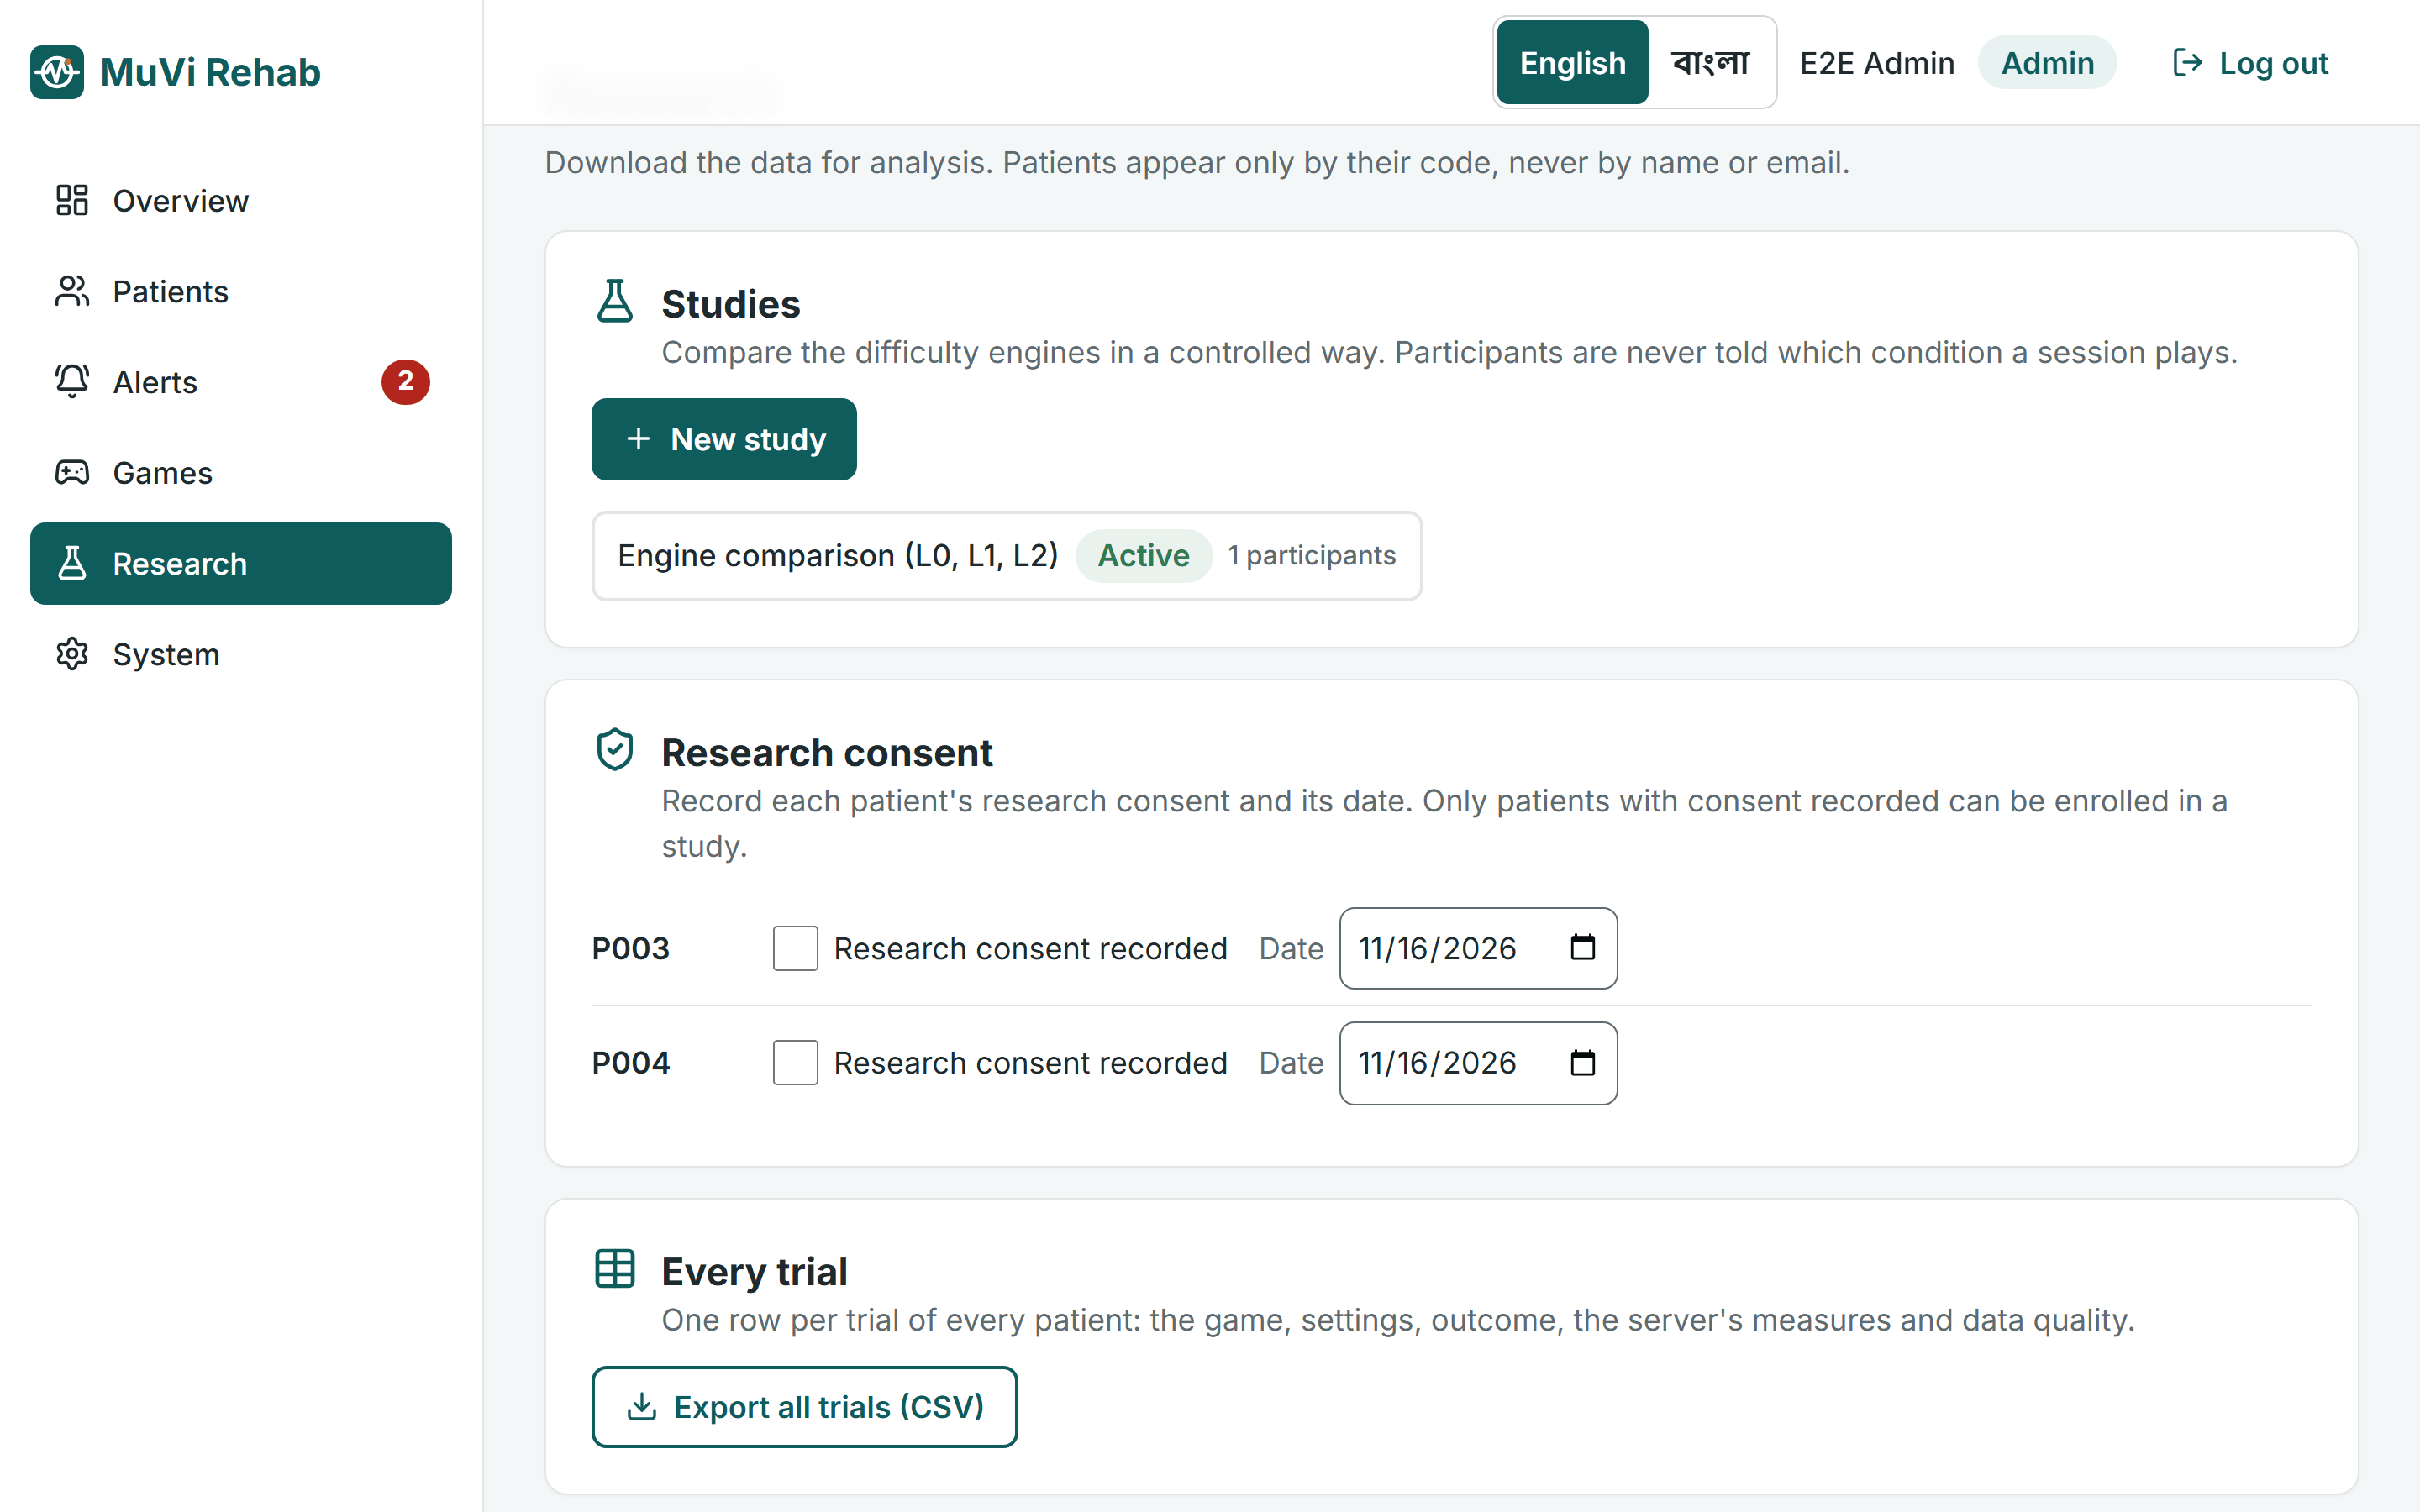 MuVi Rehab
English
বাংলা
E2E Admin
Admin
Log out
Overview
Patients
Alerts
2
Games
Research
System
Download the data for analysis. Patients appear only by their code, never by name or email.
Studies
Compare the difficulty engines in a controlled way. Participants are never told which condition a session plays.
New study
Engine comparison (L0, L1, L2) Active 1 participants
Research consent
Record each patient's research consent and its date. Only patients with consent recorded can be enrolled in a
study.
P003 Research consent recorded Date 11/16/2026
P004 Research consent recorded Date 11/16/2026
Every trial
One row per trial of every patient: the game, settings, outcome, the server's measures and data quality.
Export all trials (CSV)